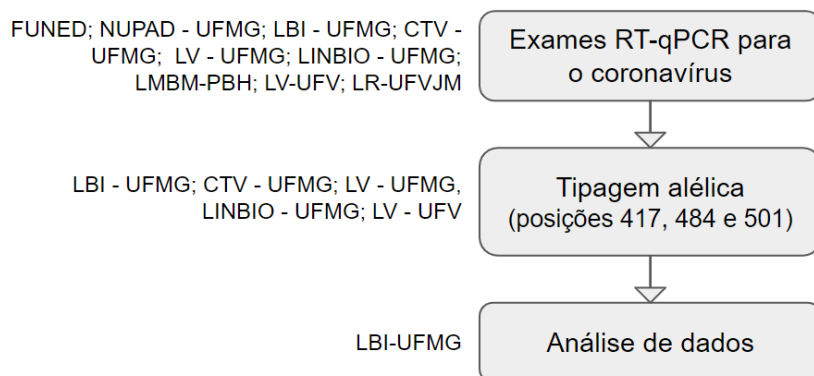 FUNED; NUPAD - UFMG; LBI - UFMG; CTV -
UFMG; LV - UFMG; LINBIO - UFMG;
LMBM-PBH; LV-UFV; LR-UFVJM
Exames RT-qPCR para
o coronavírus
LBI - UFMG; CTV - UFMG; LV - UFMG,
LINBIO - UFMG; LV - UFV
Tipagem alélica
(posições 417, 484 e 501)
LBI-UFMG
Análise de dados